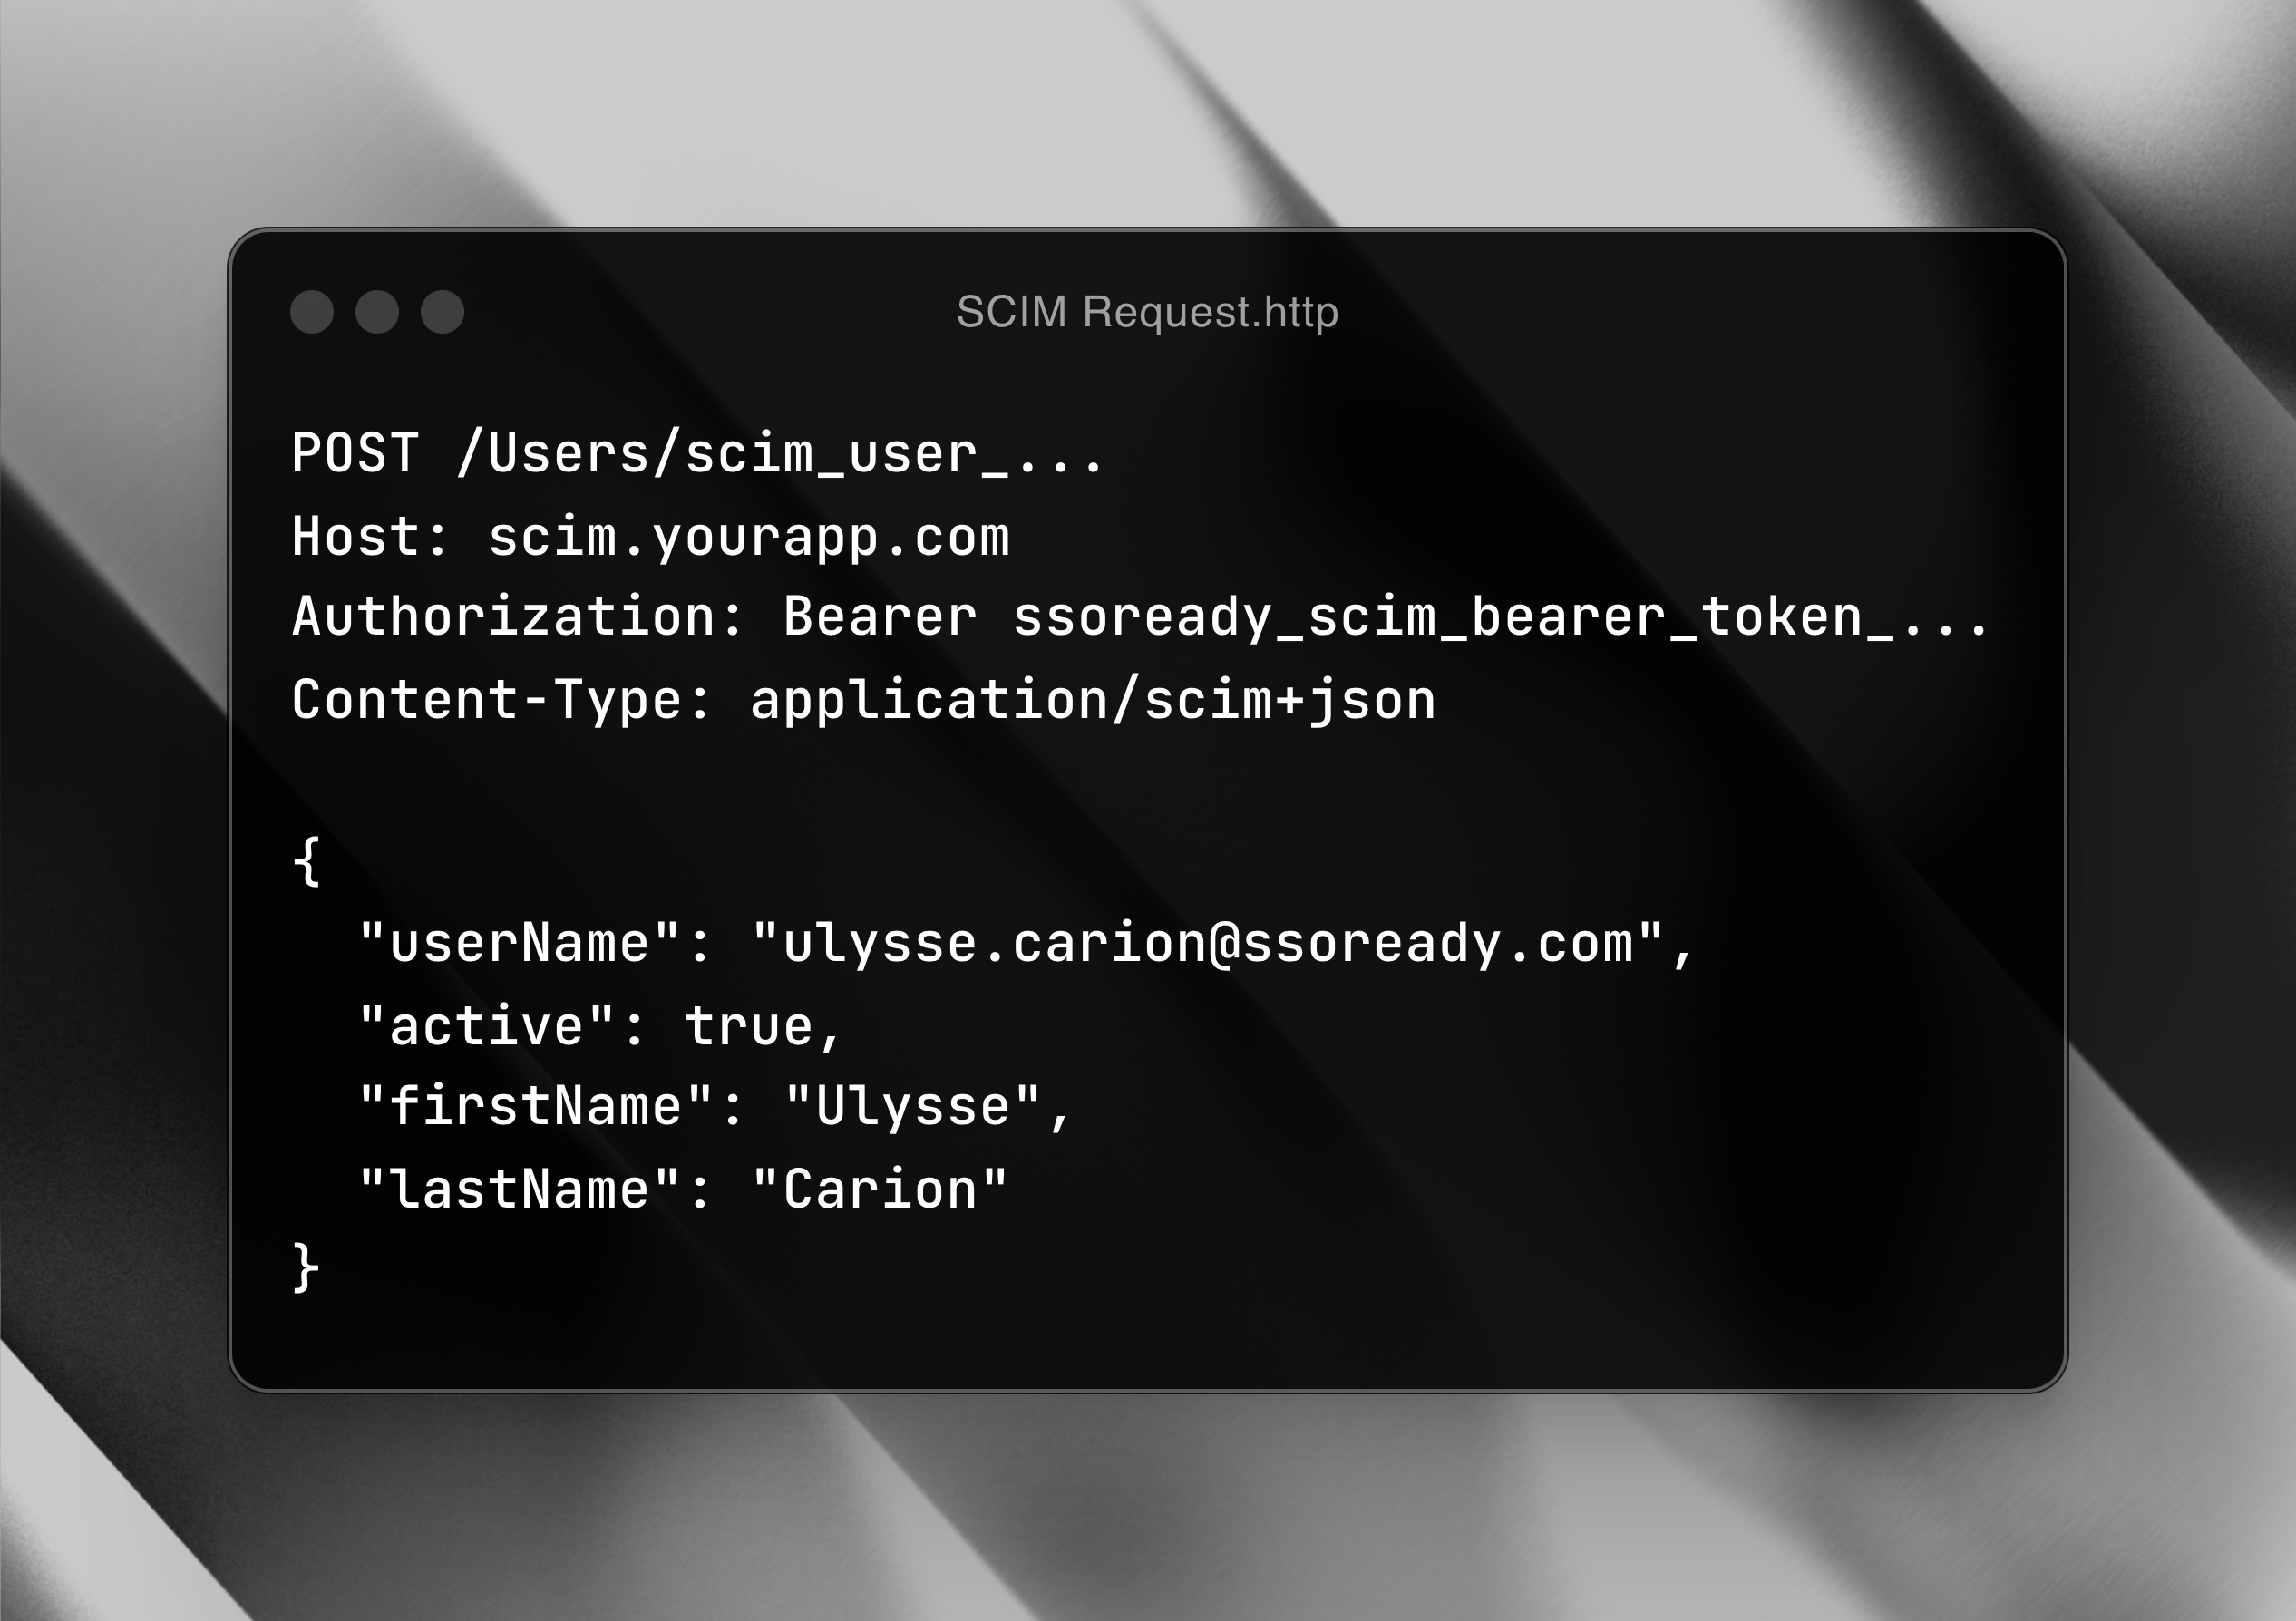 SCIM Request.http
POST /Users/scim_user_...
Host: scim.yourapp.com
Authorization: Bearer ssoready_scim_bearer_token_...
Content-Type: application/scim+json
{
  "userName": "ulysse.carion@ssoready.com",
  "active": true,
  "firstName": "Ulysse",
  "lastName": "Carion"
}